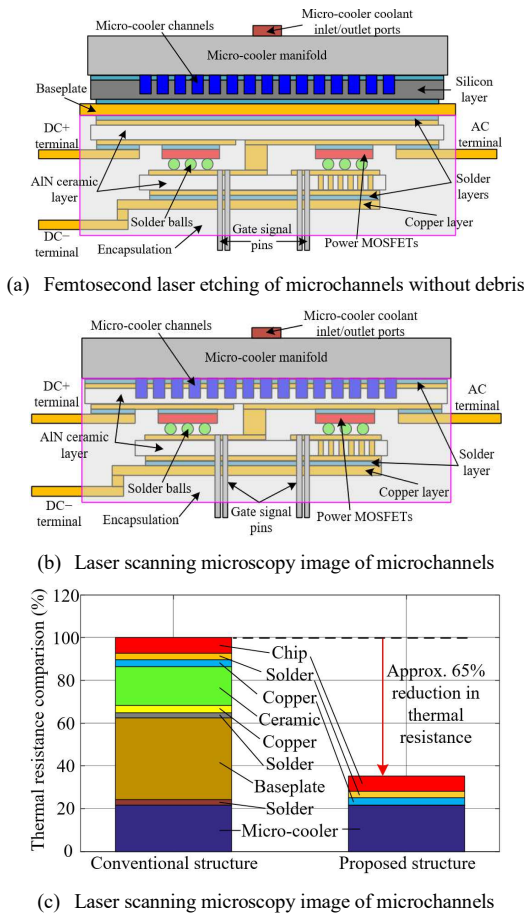 Micro-cooler coolant
inlet/outlet ports
Micro-cooler channels
Micro-cooler manifold
Silicon
layer
Baseplate
DC+
terminal
AC
terminal
AlN ceramic
layer
Solder
layers
Solder balls
Copper layer
DC−
terminal
Encapsulation
Gate signal
pins
Power MOSFETs
(a) Femtosecond laser etching of microchannels without debris
Micro-cooler coolant
inlet/outlet ports
Micro-cooler channels
Micro-cooler manifold
DC+
terminal
AC
terminal
AlN ceramic
layer
Solder
layer
Solder balls
Copper layer
DC−
terminal
Encapsulation
Gate signal
pins
Power MOSFETs
(b) Laser scanning microscopy image of microchannels
Thermal resistance comparison (%)
120
100
80
60
40
20
0
Chip
Solder
Copper
Ceramic
Copper
Solder
Baseplate
Solder
Micro-cooler
Approx. 65%
reduction in
thermal
resistance
Conventional structure
Proposed structure
(c) Laser scanning microscopy image of microchannels